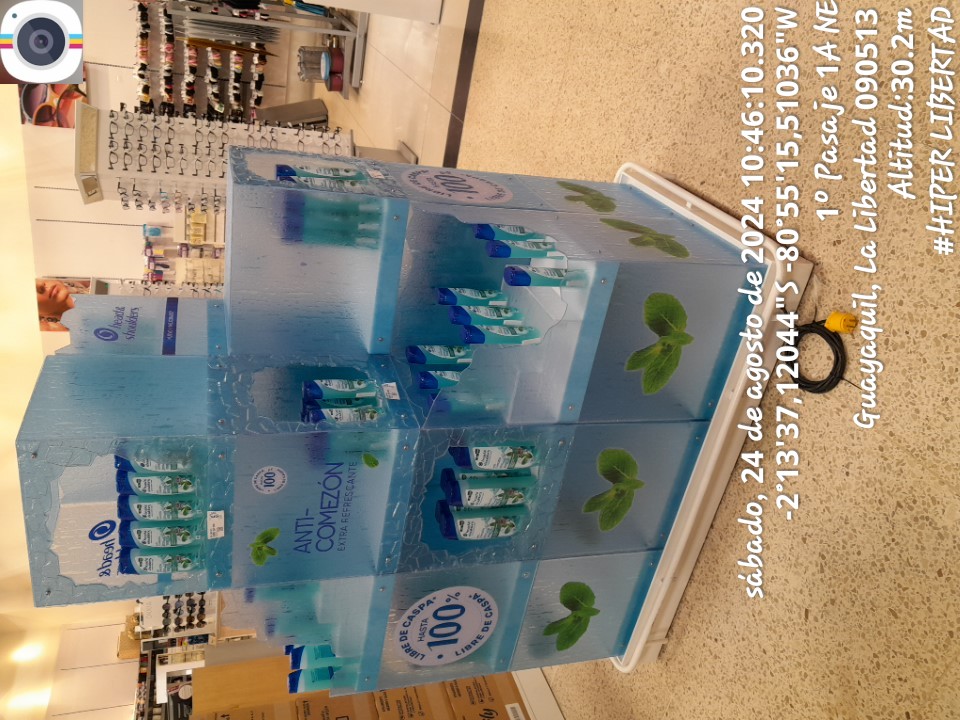 head&
head&
shoulders
100%
ANTI-
COMEZÓN
EXTRA REFRESCANTE
LIBRE DE CASPA*
HASTA
100%
LIBRE DE CASPA*
100
sábado, 24 de agosto de 2024 10:46:10.320
-2°13'37,12044"S -80°55'15,51036"W
1º Pasaje 1A NE
Guayaquil, La Libertad 090513
Altitud:30.2m
#HIPER LIBERTAD